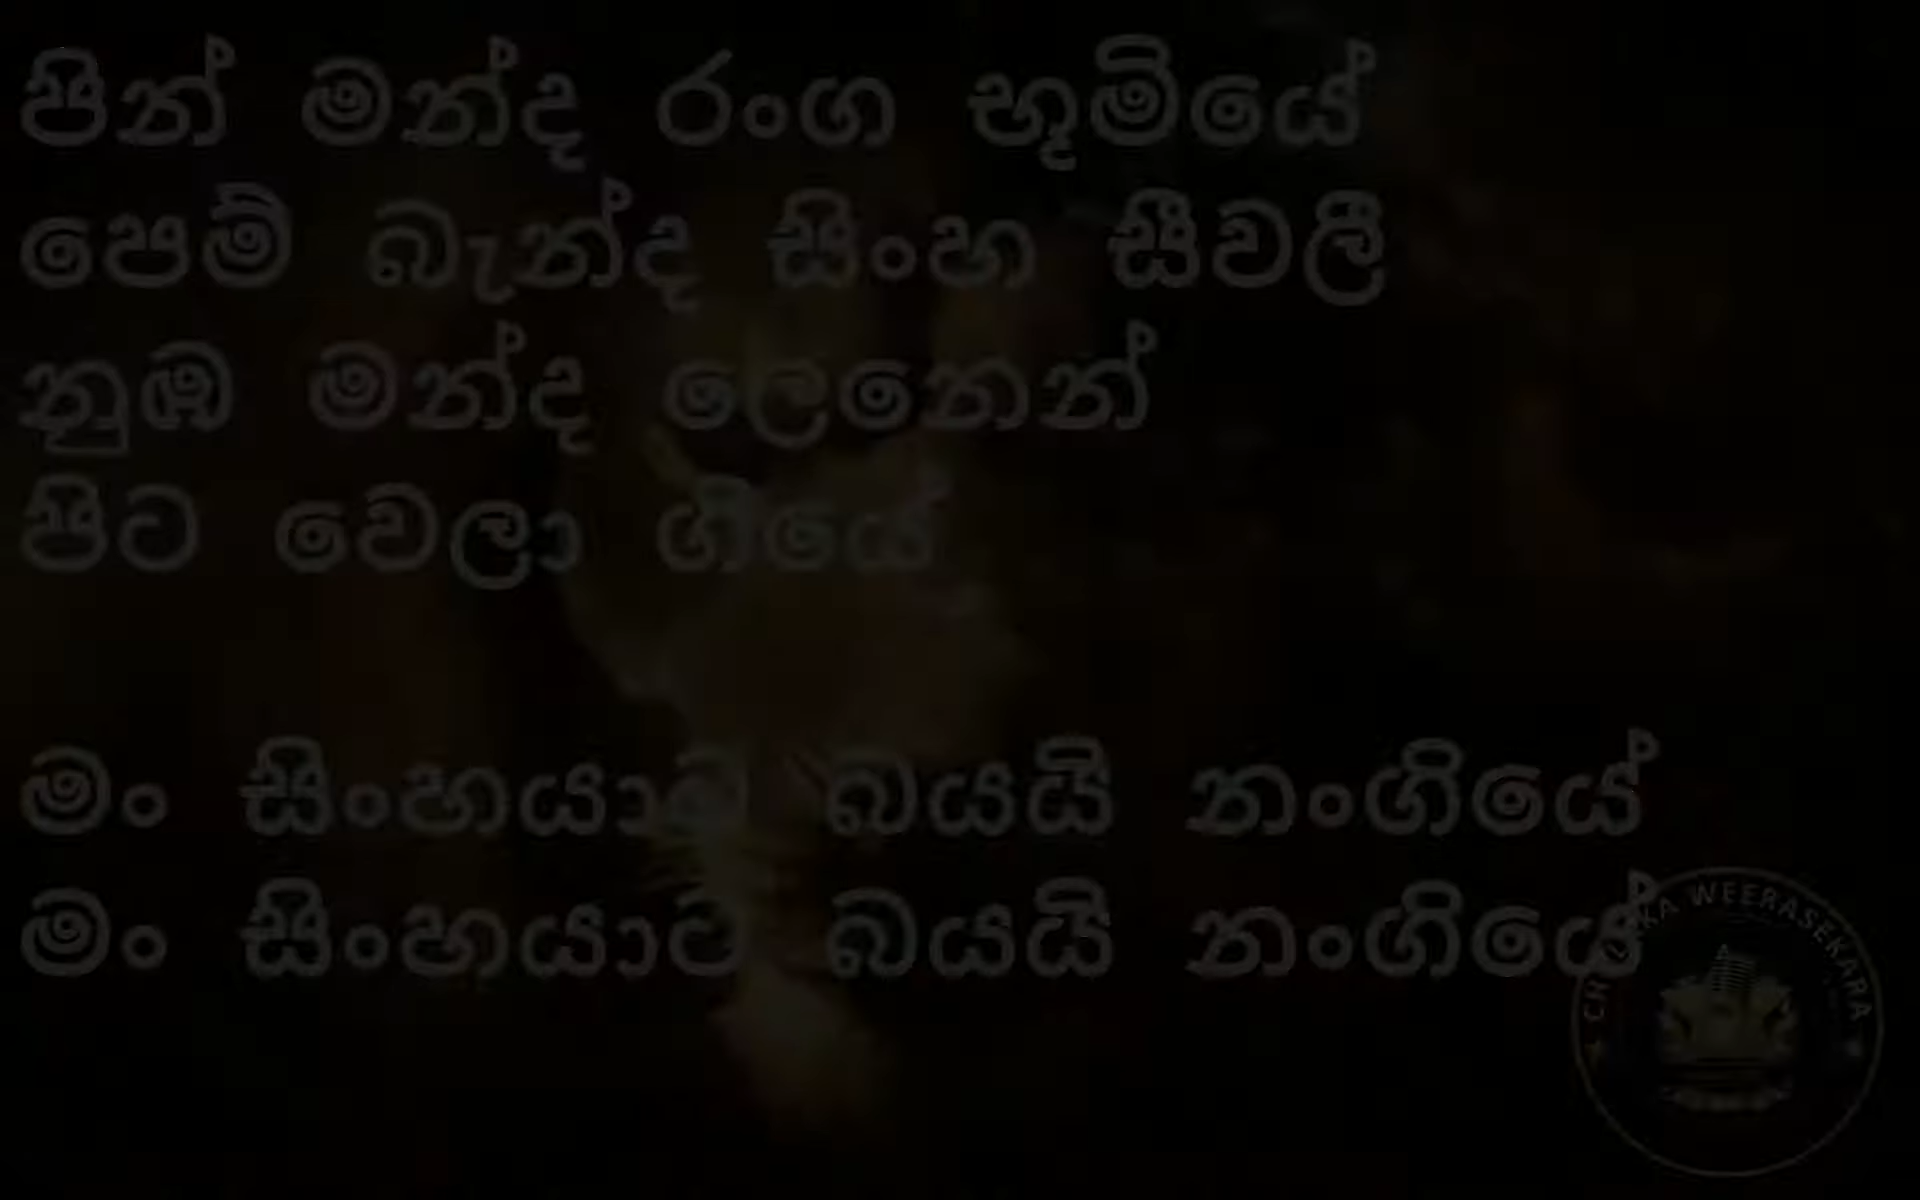 පින් මන්ද රංග භූමියේ
පෙම් බැන්ද සිංහ සීවලී
නුඹ මන්ද ලෙනෙන්
පිට වෙලා ගියේ
මං සිංහයාට බයයි නංගියේ
මං සිංහයාට බයයි නංගියේ
WEERASEKARA